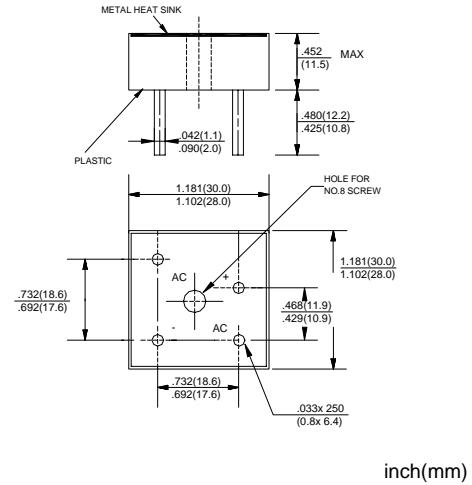 METAL HEAT SINK
.452
(11.5)
MAX
.480(12.2)
.425(10.8)
.042(1.1)
.090(2.0)
PLASTIC
HOLE FOR
NO.8 SCREW
1.181(30.0)
1.102(28.0)
AC
+
1.181(30.0)
1.102(28.0)
.732(18.6)
.692(17.6)
.468(11.9)
.429(10.9)
-
AC
.732(18.6)
.692(17.6)
.033x 250
(0.8x 6.4)
inch(mm)